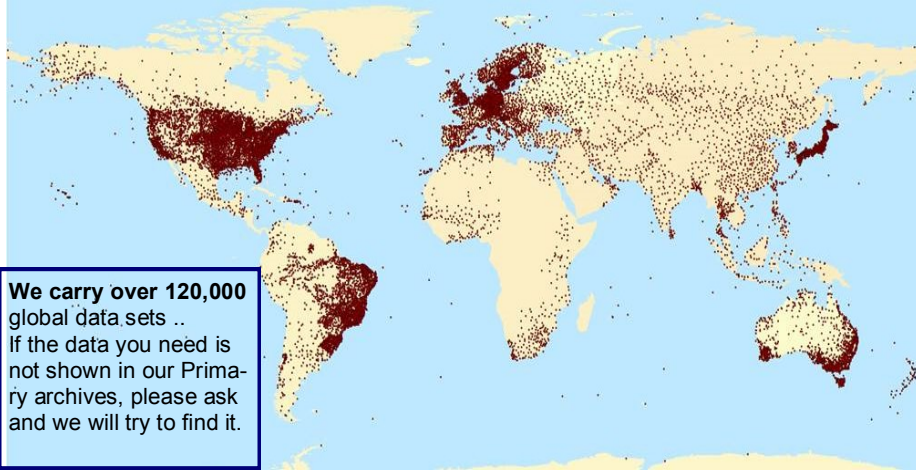 We carry over 120,000
global data sets ..
If the data you need is
not shown in our Prima-
ry archives, please ask
and we will try to find it.